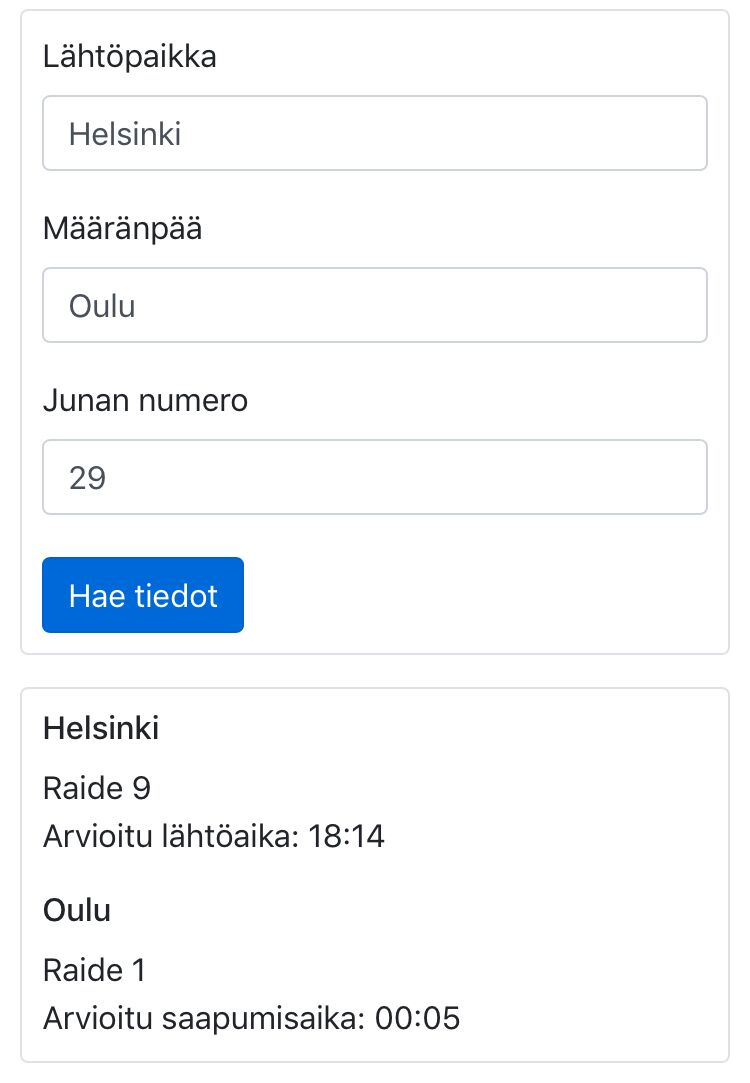 Lähtöpaikka
Helsinki
Määränpää
Oulu
Junan numero
29
Hae tiedot
Helsinki
Raide 9
Arvioitu lähtöaika: 18:14
Oulu
Raide 1
Arvioitu saapumisaika: 00:05